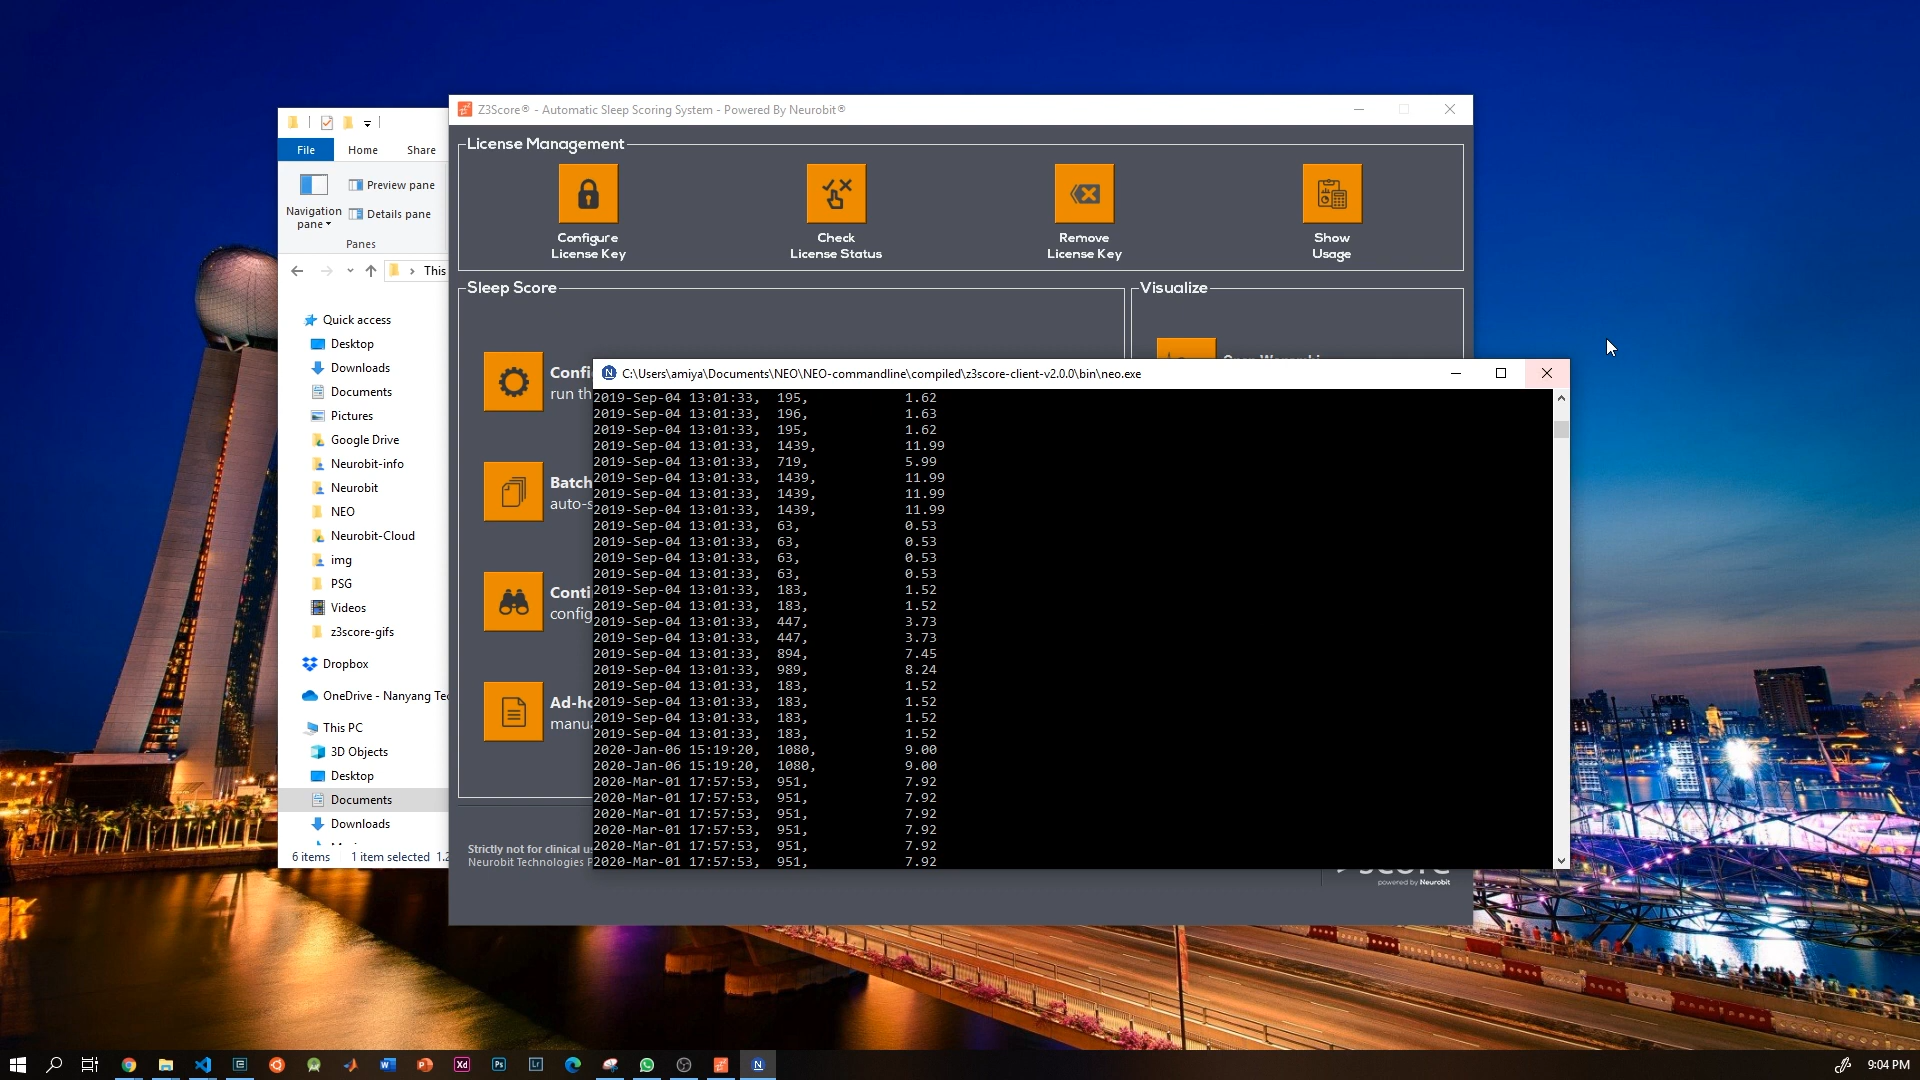 Z3Score® - Automatic Sleep Scoring System - Powered By Neurobit®
File
Home
Share
Navigation
pane
Preview pane
Details pane
Panes
This
Quick access
Desktop
Downloads
Documents
Pictures
Google Drive
Neurobit-info
Neurobit
NEO
Neurobit-Cloud
img
PSG
Videos
z3score-gifs
Dropbox
OneDrive - Nanyang Tec
This PC
3D Objects
Desktop
Documents
Downloads
6 items
1 item selected 1.2
License Management
Configure
License Key
Check
License Status
Remove
License Key
Show
Usage
Sleep Score
Visualize
Confi
run th
Batch
auto-s
Conti
config
Ad-ho
manua
Strictly not for clinical us
Neurobit Technologies P
powered by Neurobit
C:\Users\amiya\Documents\NEO\NEO-commandline\compiled\z3score-client-v2.0.0\bin\neo.exe
2019-Sep-04 13:01:33, 195, 1.62
2019-Sep-04 13:01:33, 196, 1.63
2019-Sep-04 13:01:33, 195, 1.62
2019-Sep-04 13:01:33, 1439, 11.99
2019-Sep-04 13:01:33, 719, 5.99
2019-Sep-04 13:01:33, 1439, 11.99
2019-Sep-04 13:01:33, 1439, 11.99
2019-Sep-04 13:01:33, 1439, 11.99
2019-Sep-04 13:01:33, 63, 0.53
2019-Sep-04 13:01:33, 63, 0.53
2019-Sep-04 13:01:33, 63, 0.53
2019-Sep-04 13:01:33, 63, 0.53
2019-Sep-04 13:01:33, 183, 1.52
2019-Sep-04 13:01:33, 183, 1.52
2019-Sep-04 13:01:33, 447, 3.73
2019-Sep-04 13:01:33, 447, 3.73
2019-Sep-04 13:01:33, 894, 7.45
2019-Sep-04 13:01:33, 989, 8.24
2019-Sep-04 13:01:33, 183, 1.52
2019-Sep-04 13:01:33, 183, 1.52
2019-Sep-04 13:01:33, 183, 1.52
2019-Sep-04 13:01:33, 183, 1.52
2020-Jan-06 15:19:20, 1080, 9.00
2020-Jan-06 15:19:20, 1080, 9.00
2020-Mar-01 17:57:53, 951, 7.92
2020-Mar-01 17:57:53, 951, 7.92
2020-Mar-01 17:57:53, 951, 7.92
2020-Mar-01 17:57:53, 951, 7.92
2020-Mar-01 17:57:53, 951, 7.92
2020-Mar-01 17:57:53, 951, 7.92
9:04 PM